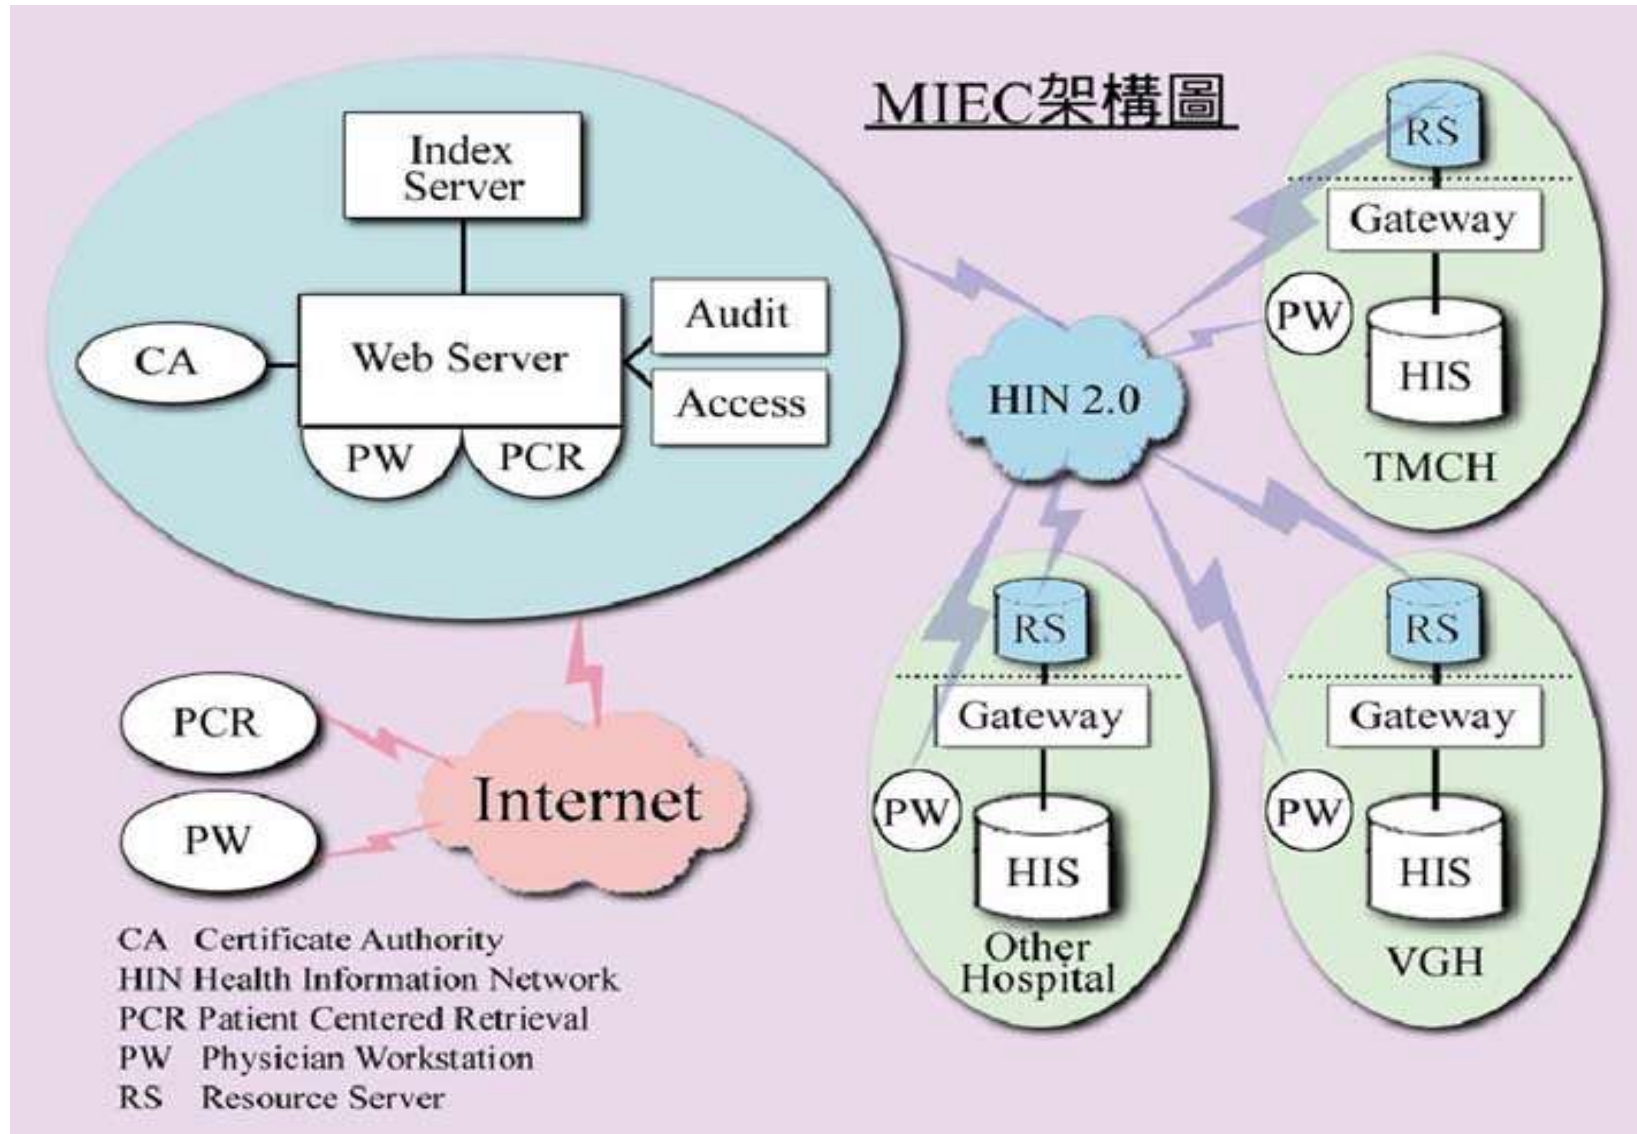 MIEC架構圖
Index
Server
CA
Web Server
Audit
Access
PW
PCR
HIN 2.0
RS
Gateway
PW
HIS
TMCH
RS
Gateway
PW
HIS
Other
Hospital
RS
Gateway
PW
HIS
VGH
PCR
PW
Internet
CA Certificate Authority
HIN Health Information Network
PCR Patient Centered Retrieval
PW Physician Workstation
RS Resource Server